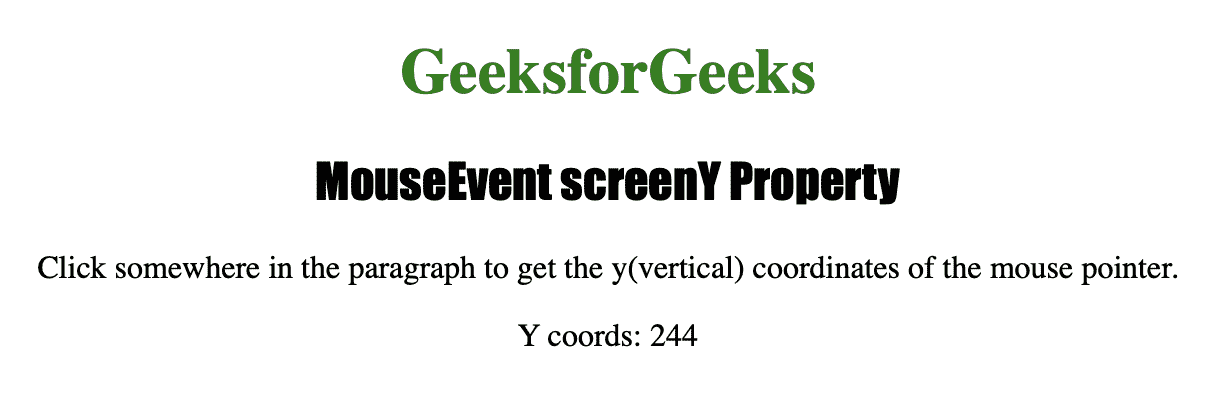 GeeksforGeeks
MouseEvent screenY Property
Click somewhere in the paragraph to get the y(vertical) coordinates of the mouse pointer.
Y coords: 244